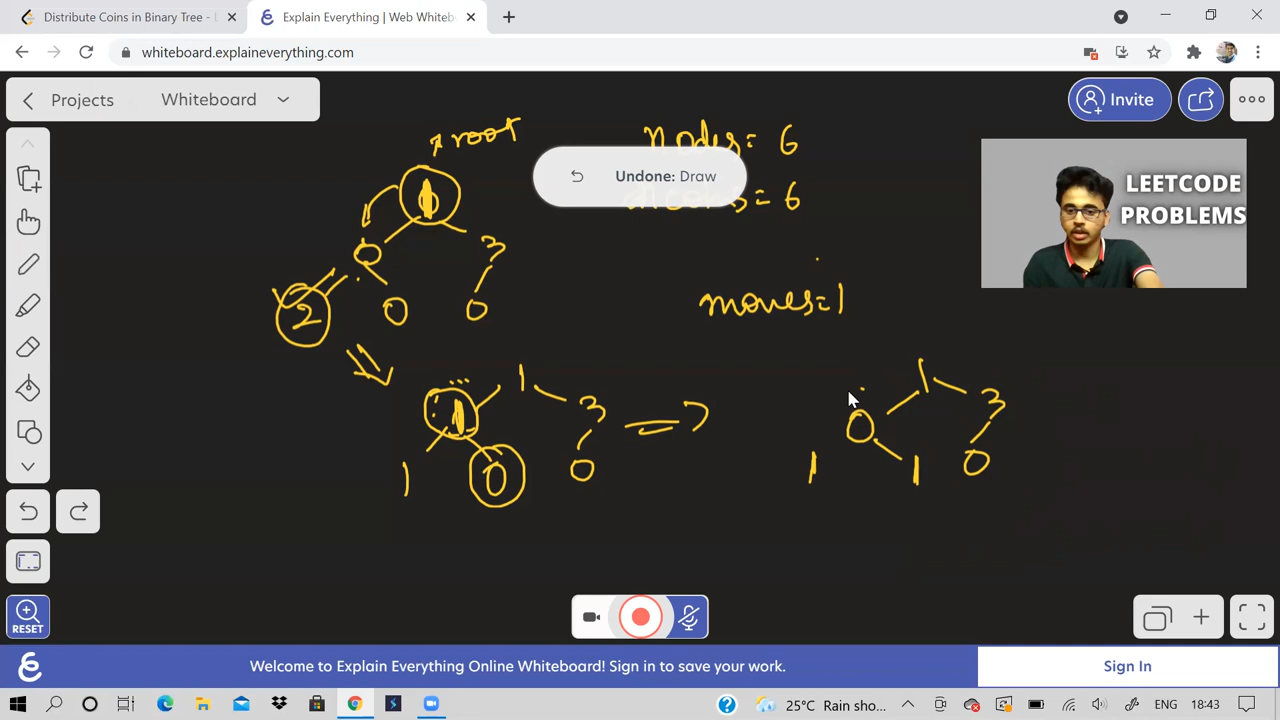 Distribute Coins in Binary Tree -
Explain Everything | Web Whiteb
whiteboard.explaineverything.com
Projects
Whiteboard
Invite
root
nodes = 6
Undone: Draw
= 6
LEETCODE
PROBLEMS
0
3
2
0
0
moves=1
1
3
1
0
0
1
3
0
1
1
0
RESET
Welcome to Explain Everything Online Whiteboard! Sign in to save your work.
Sign In
25°C Rain sho...
ENG
18:43